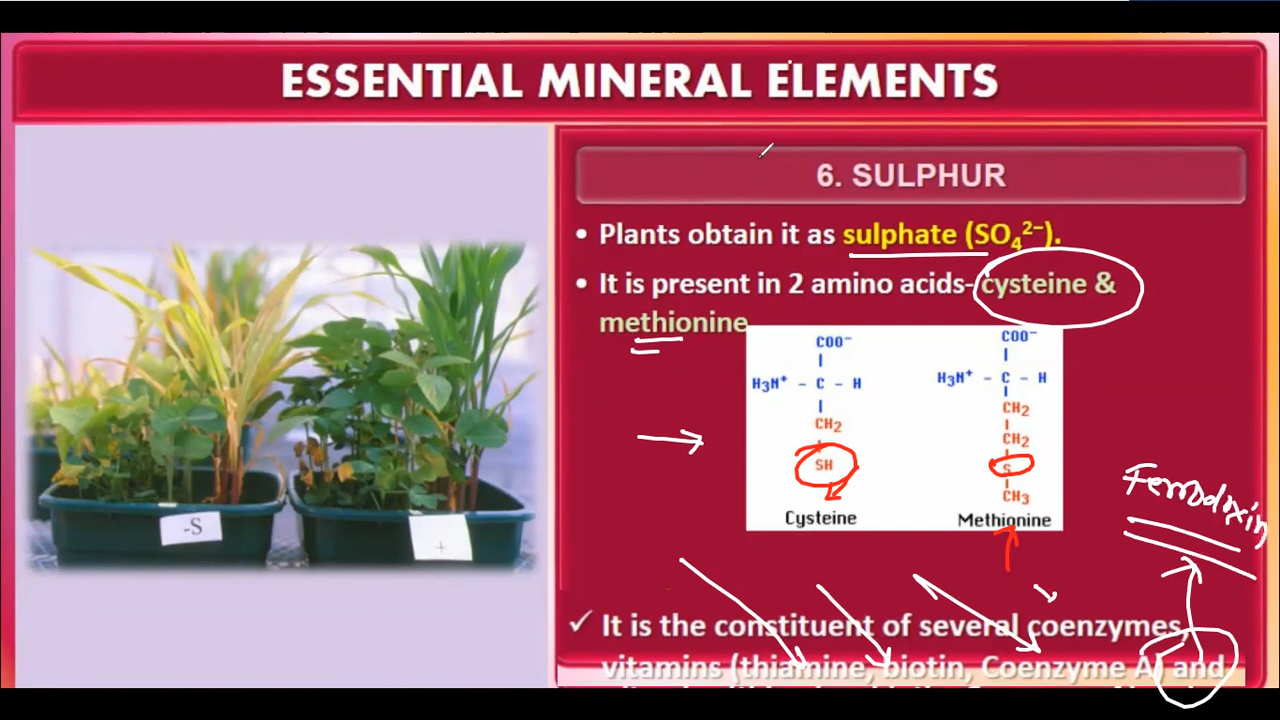 ESSENTIAL MINERAL ELEMENTS
6. SULPHUR
• Plants obtain it as sulphate (SO₄²⁻).
• It is present in 2 amino acids- cysteine &
methionine
COO⁻
H₃N⁺ - C - H
CH₂
SH
Cysteine
COO⁻
H₃N⁺ - C - H
CH₂
CH₂
S
CH₃
Methionine
Ferrodoxin
✓ It is the constituent of several coenzymes,
vitamins (thiamine, biotin, Coenzyme A) and
-S
+